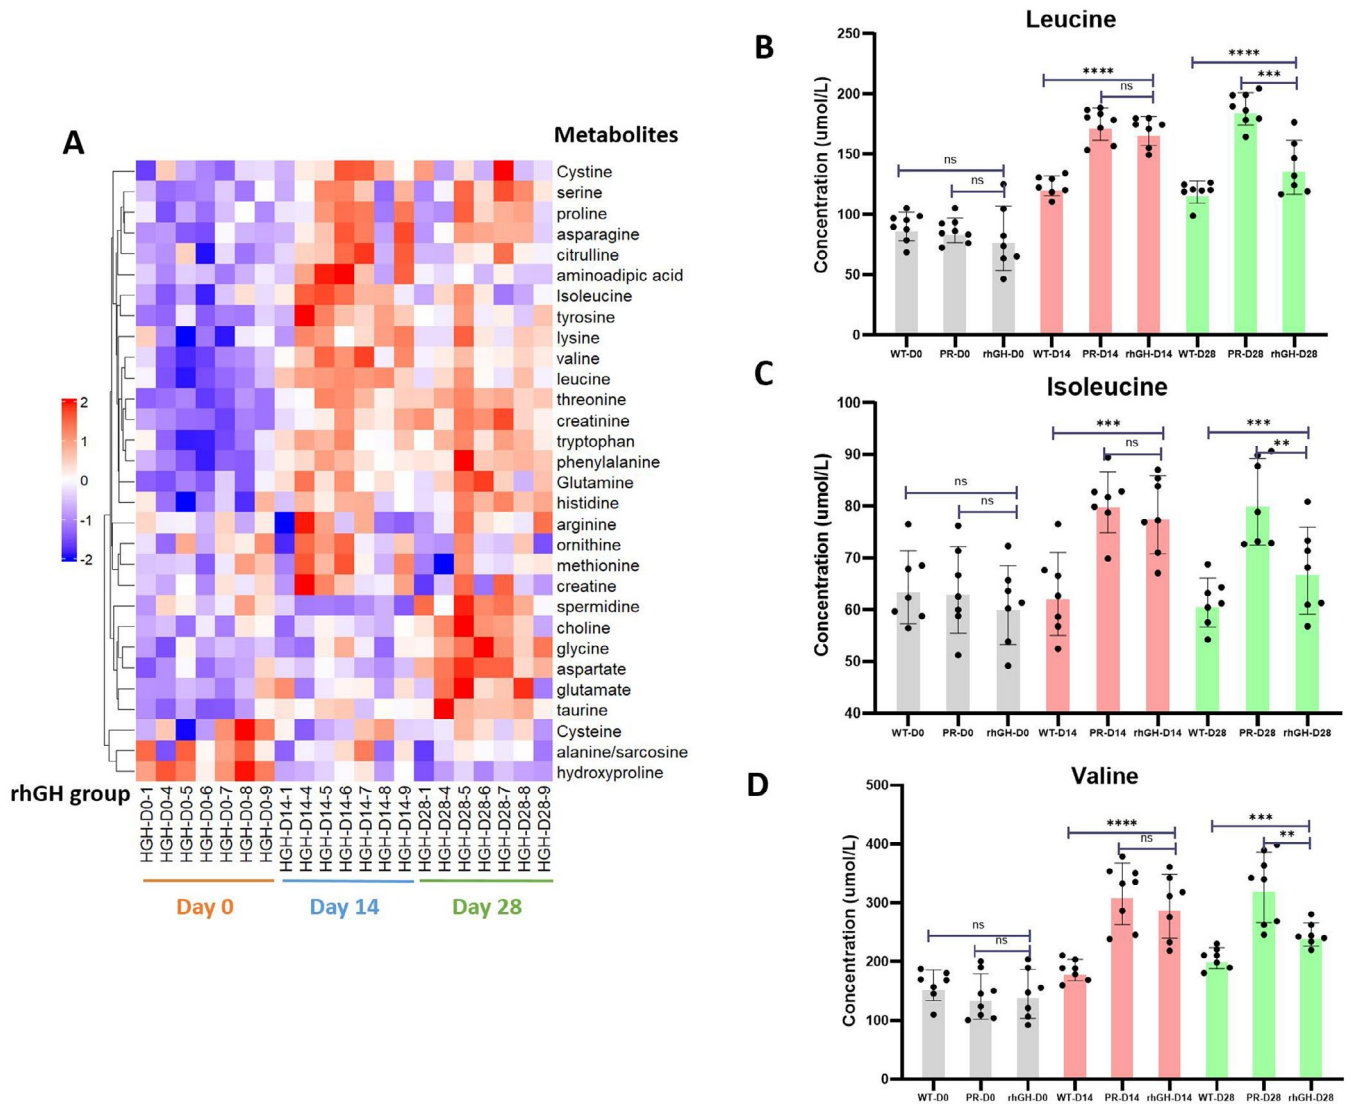 A
Metabolites
Cystine
serine
proline
asparagine
citrulline
aminoadipic acid
Isoleucine
tyrosine
lysine
valine
leucine
threonine
creatinine
tryptophan
phenylalanine
Glutamine
histidine
arginine
ornithine
methionine
creatine
spermidine
choline
glycine
aspartate
glutamate
taurine
Cysteine
alanine/sarcosine
hydroxyproline
2
1
0
-1
-2
rhGH group
HGH-D0-1
HGH-D0-4
HGH-D0-5
HGH-D0-6
HGH-D0-7
HGH-D0-8
HGH-D0-9
HGH-D14-1
HGH-D14-4
HGH-D14-5
HGH-D14-6
HGH-D14-7
HGH-D14-8
HGH-D14-9
HGH-D28-1
HGH-D28-4
HGH-D28-5
HGH-D28-6
HGH-D28-7
HGH-D28-8
HGH-D28-9
Day 0
Day 14
Day 28
B
Leucine
Concentration (umol/L)
250
200
150
100
50
0
ns
ns
****
ns
****
***
WT-D0
PR-D0
rhGH-D0
WT-D14
PR-D14
rhGH-D14
WT-D28
PR-D28
rhGH-D28
C
Isoleucine
Concentration (umol/L)
100
90
80
70
60
50
40
ns
ns
***
ns
***
**
WT-D0
PR-D0
rhGH-D0
WT-D14
PR-D14
rhGH-D14
WT-D28
PR-D28
rhGH-D28
D
Valine
Concentration (umol/L)
500
400
300
200
100
0
ns
ns
****
ns
***
**
WT-D0
PR-D0
rhGH-D0
WT-D14
PR-D14
rhGH-D14
WT-D28
PR-D28
rhGH-D28